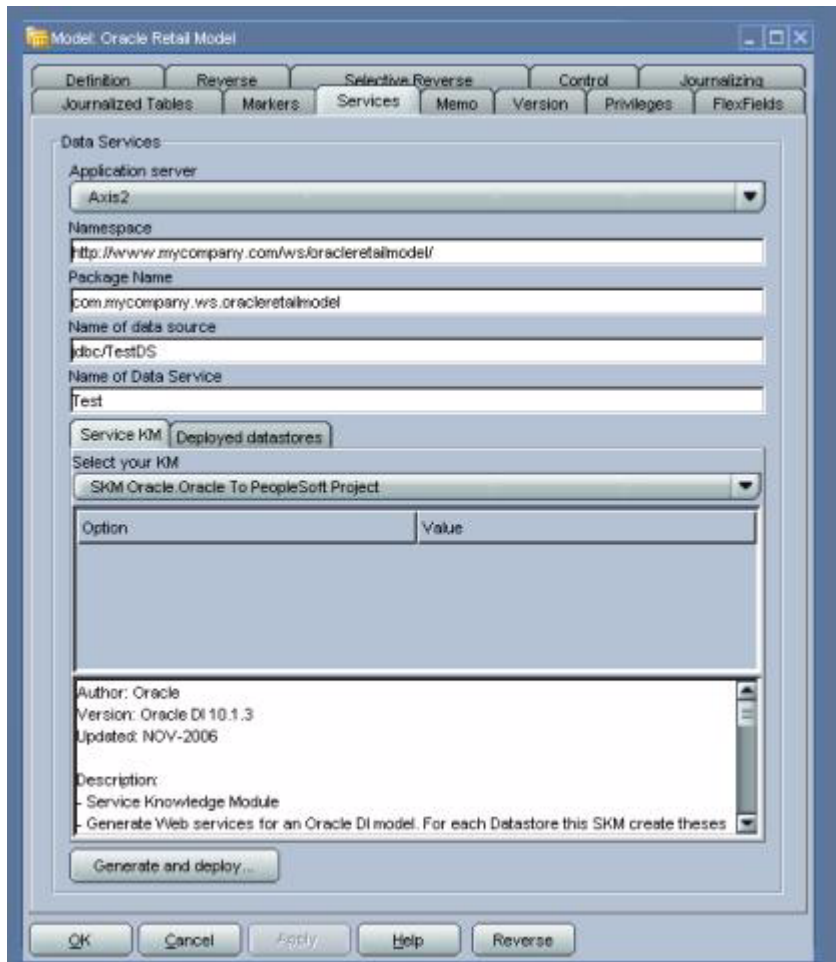 Model: Oracle Retail Model
Definition Reverse Selective Reverse Control Journalizing
Journalized Tables Markers Services Memo Version Privileges FlexFields
Data Services
Application server
Axis2
Namespace
http://www.mycompany.com/ws/oracleretailmodel/
Package Name
com.mycompany.ws.oracleretailmodel
Name of data source
jdbc/TestDS
Name of Data Service
Test
Service KM Deployed datastores
Select your KM
SKM Oracle.Oracle To PeopleSoft Project
Option Value
Author: Oracle
Version: Oracle DI 10.1.3
Updated: NOV-2006
Description:
- Service Knowledge Module
- Generate Web services for an Oracle DI model. For each Datastore this SKM create theses
Generate and deploy...
OK Cancel Apply Help Reverse